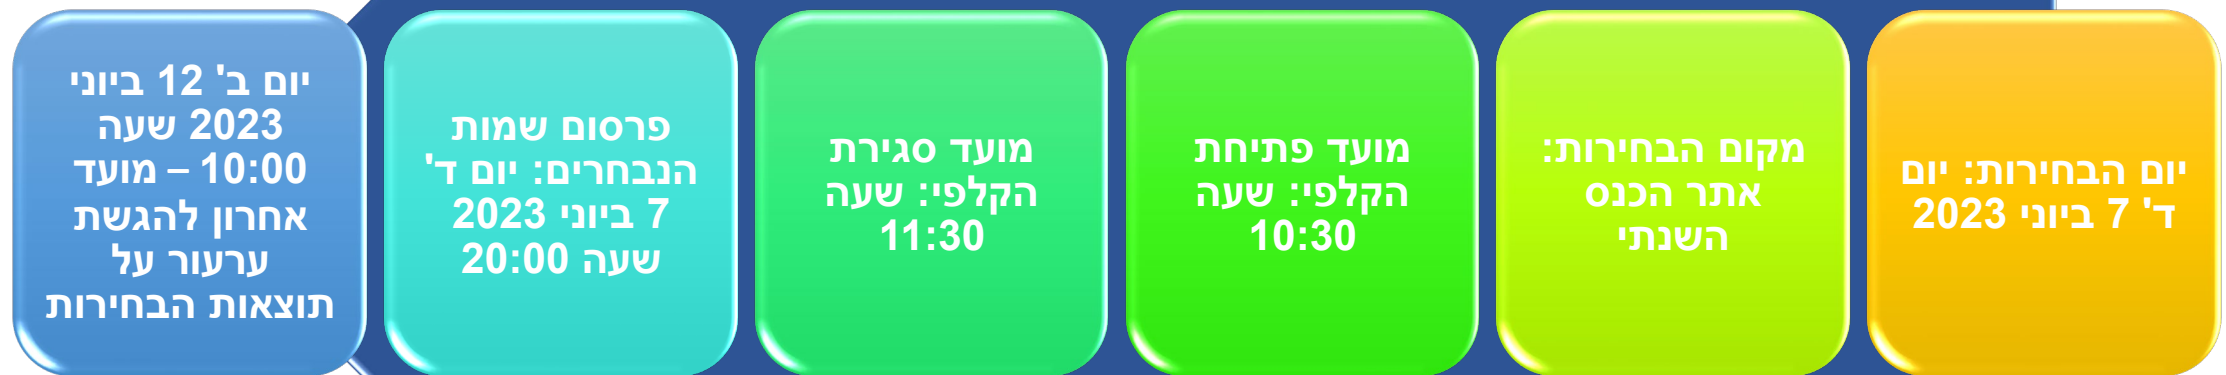 יום הבחירות: יום
ד' 7 ביוני 2023
מקום הבחירות:
אתר הכנס
השנתי
מועד פתיחת
הקלפי: שעה
10:30
מועד סגירת
הקלפי: שעה
11:30
פרסום שמות
הנבחרים: יום ד'
7 ביוני 2023
שעה 20:00
יום ב' 12 ביוני
2023 שעה
10:00 – מועד
אחרון להגשת
ערעור על
תוצאות הבחירות